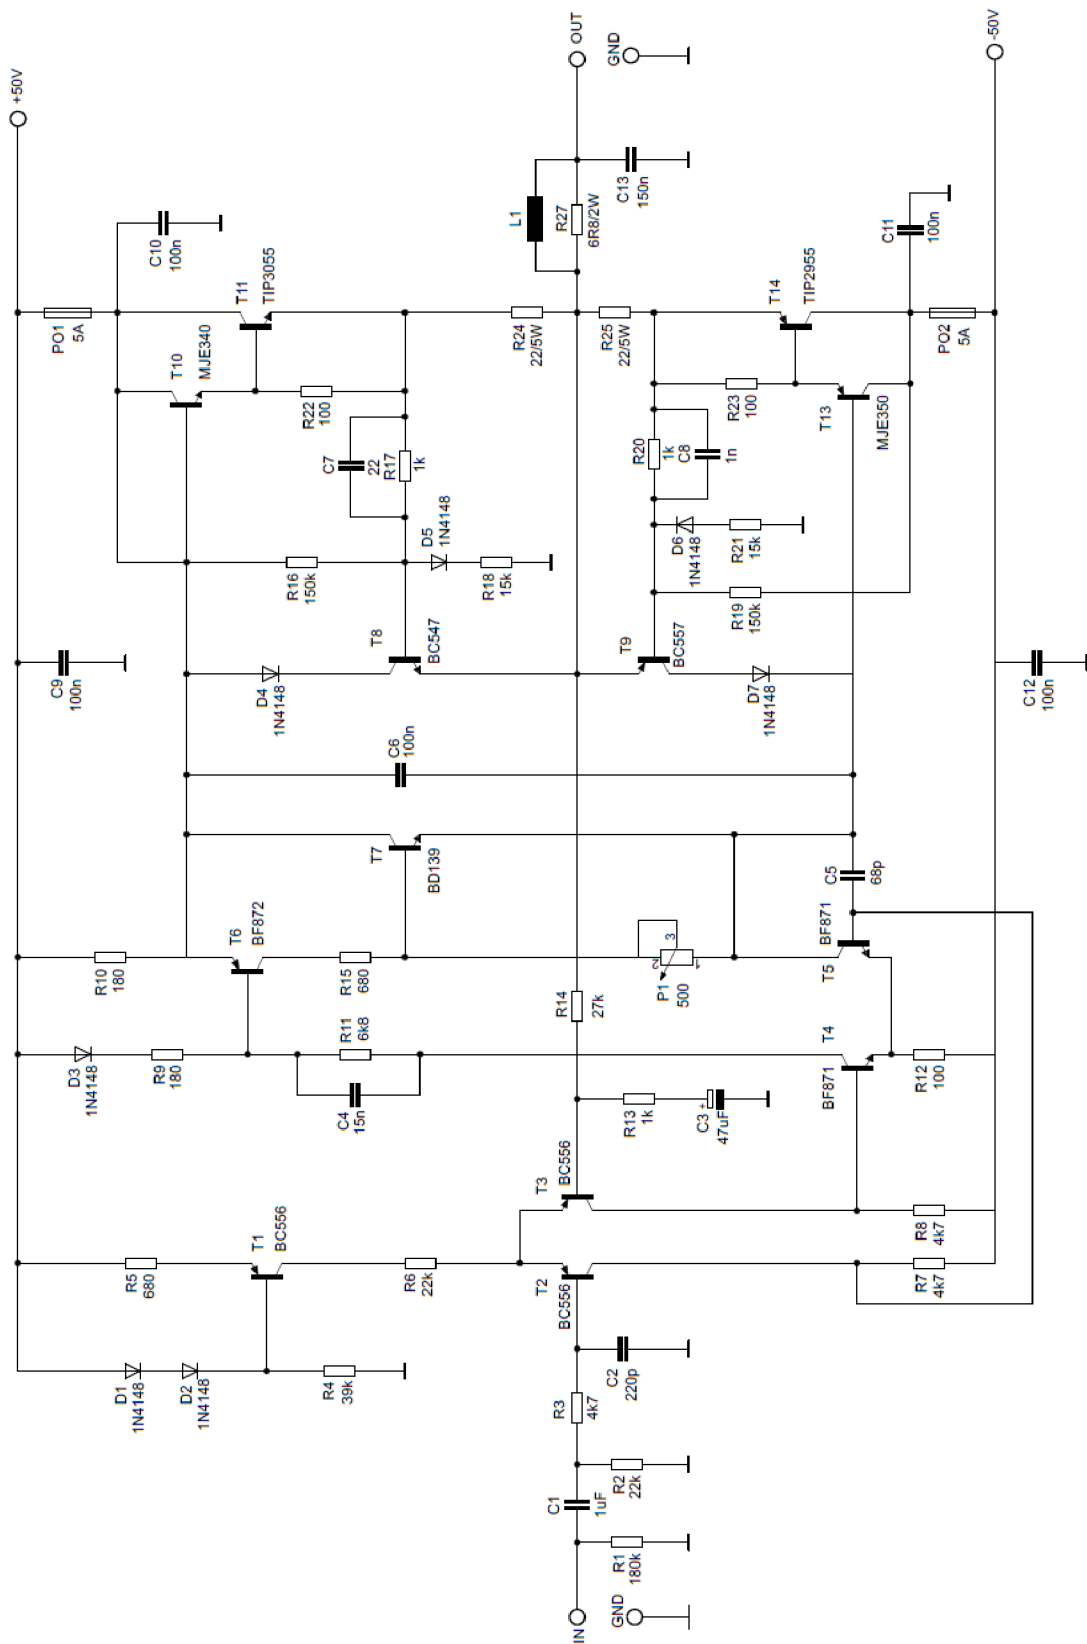 +50V
PO1
5A
C10
100n
T11
TIP3055
T10
MJE340
R22
100
C7
22
R17
1k
D5
1N4148
R16
150k
R18
15k
T8
BC547
D4
1N4148
C9
100n
C6
100n
T7
BD139
R10
180
T6
BF872
R15
680
D3
1N4148
R9
180
R11
6k8
C4
15n
R5
680
T1
BC556
R6
22k
D1
1N4148
D2
1N4148
R4
39k
OUT
GND
L1
R27
6R8/2W
C13
150n
R24
22/5W
R25
22/5W
T14
TIP2955
C11
100n
PO2
5A
-50V
R23
100
T13
MJE350
R20
1k
C8
1n
D6
1N4148
R21
15k
R19
150k
T9
BC557
D7
1N4148
C12
100n
C5
68p
BF871
T5
P1
500
1
2
3
R14
27k
T4
BF871
R12
100
R13
1k
C3
+
47uF
T3
BC556
R8
4k7
T2
BC556
R7
4k7
C2
220p
R3
4k7
R2
22k
C1
1uF
R1
180k
IN
GND